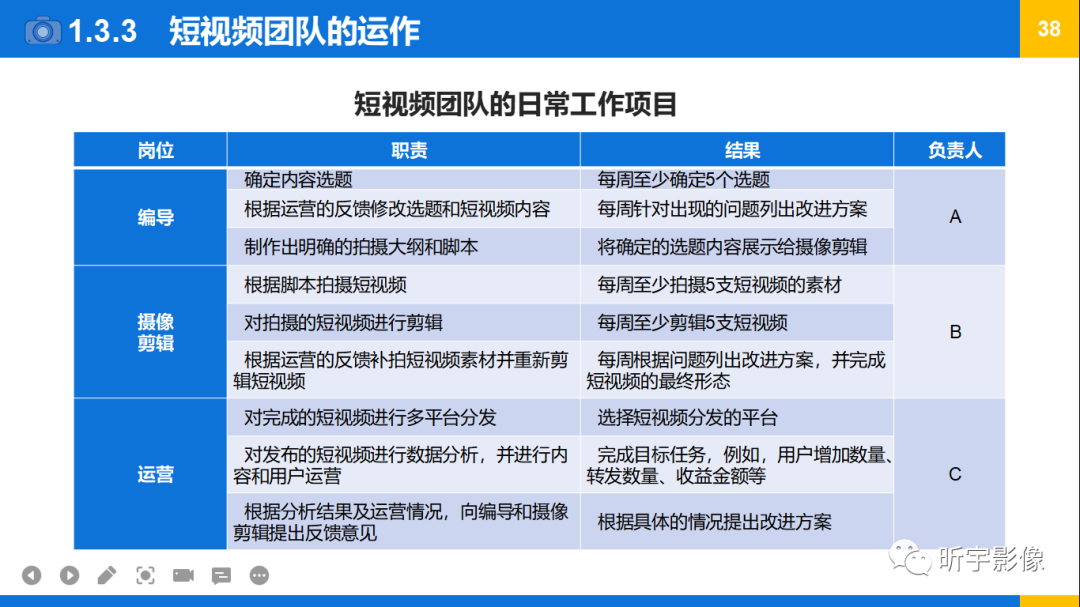 1.3.3 短视频团队的运作
38
短视频团队的日常工作项目
岗位 职责 结果 负责人
编导
确定内容选题
每周至少确定5个选题
根据运营的反馈修改选题和短视频内容
每周针对出现的问题列出改进方案
制作出明确的拍摄大纲和脚本
将确定的选题内容展示给摄像剪辑
A
摄像
剪辑
根据脚本拍摄短视频
每周至少拍摄5支短视频的素材
对拍摄的短视频进行剪辑
每周至少剪辑5支短视频
根据运营的反馈补拍短视频素材并重新剪
辑短视频
每周根据问题列出改进方案，并完成
短视频的最终形态
B
运营
对完成的短视频进行多平台分发
选择短视频分发的平台
对发布的短视频进行数据分析，并进行内
容和用户运营
完成目标任务，例如，用户增加数量、
转发数量、收益金额等
根据分析结果及运营情况，向编导和摄像
剪辑提出反馈意见
根据具体的情况提出改进方案
C
昕宇影像